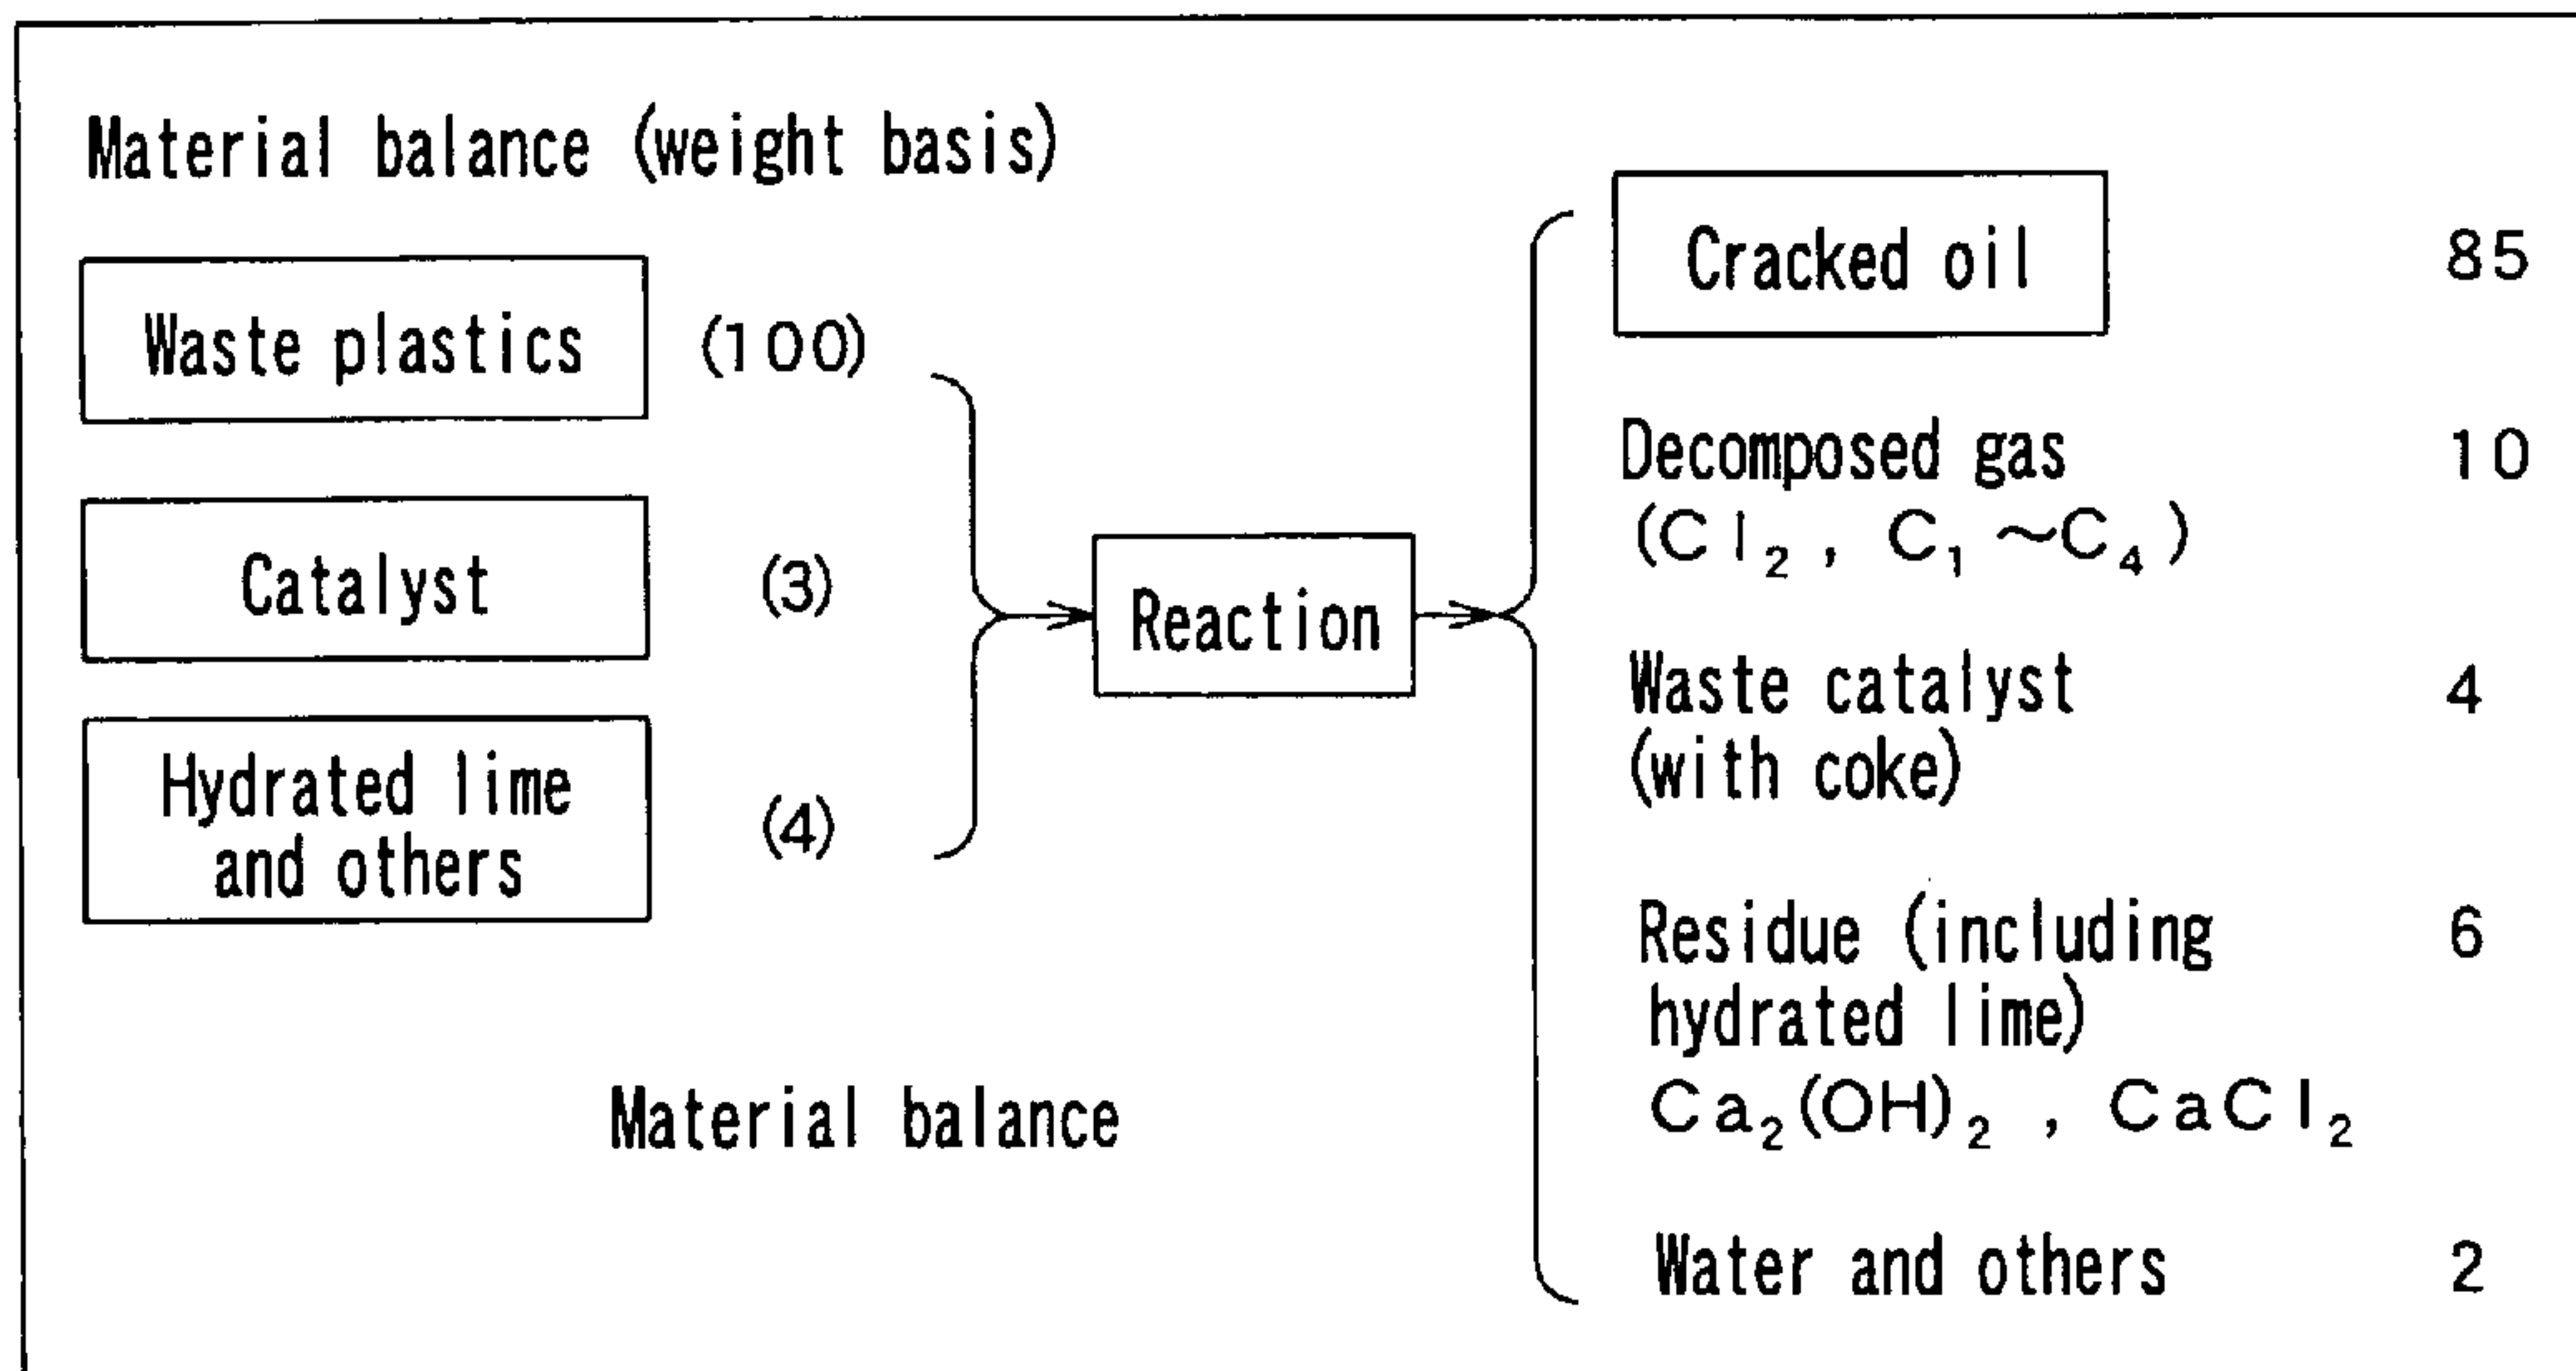 Material balance (weight basis)
Waste plastics (100)
Catalyst (3)
Hydrated lime
and others (4)
Reaction
Cracked oil 85
Decomposed gas 10
(Cl₂, C₁~C₄)
Waste catalyst 4
(with coke)
Residue (including 6
hydrated lime)
Ca₂(OH)₂, CaCl₂
Water and others 2
Material balance